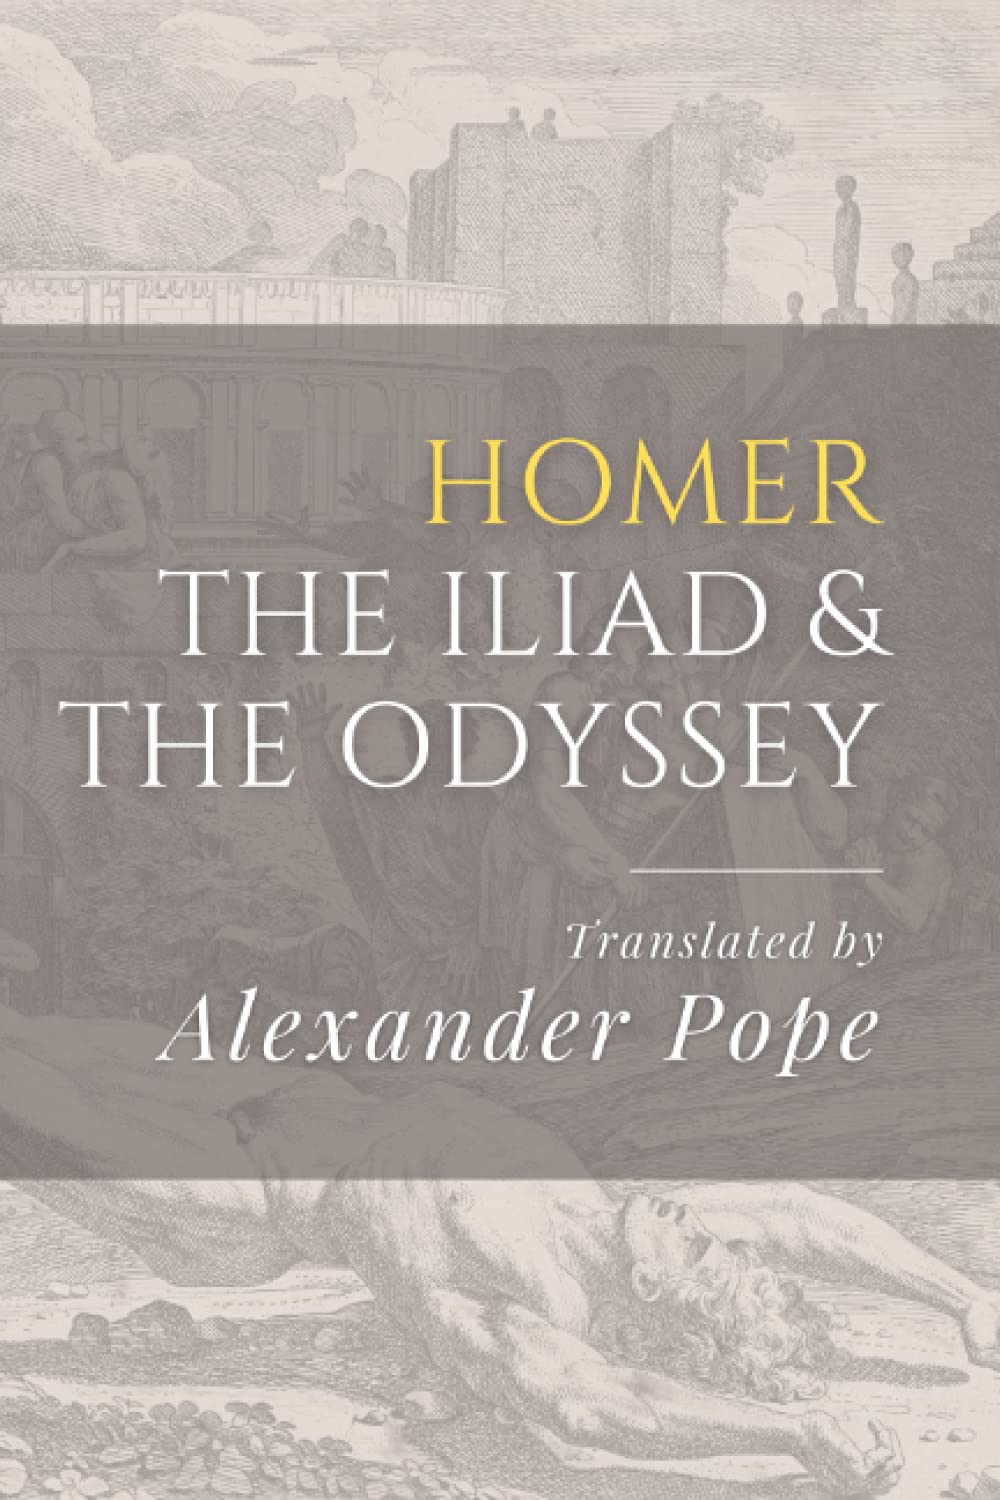 HOMER
THE ILIAD &
THE ODYSSEY
Translated by
Alexander Pope